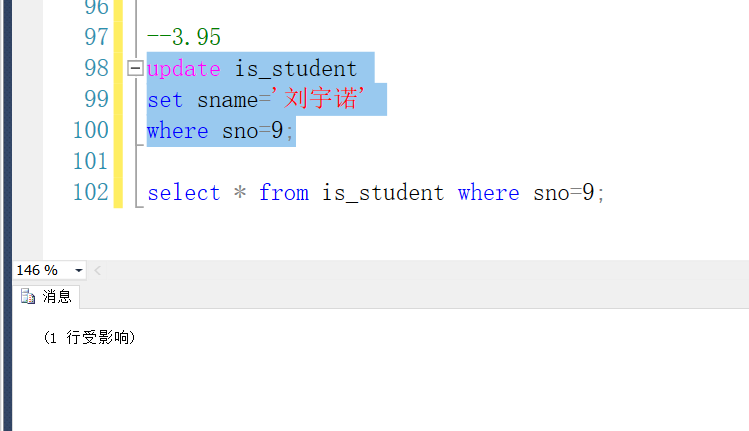 96
97 --3.95
98 update is_student
99 set sname='刘宇诺'
100 where sno=9;
101
102 select * from is_student where sno=9;
146 %
消息
(1 行受影响)